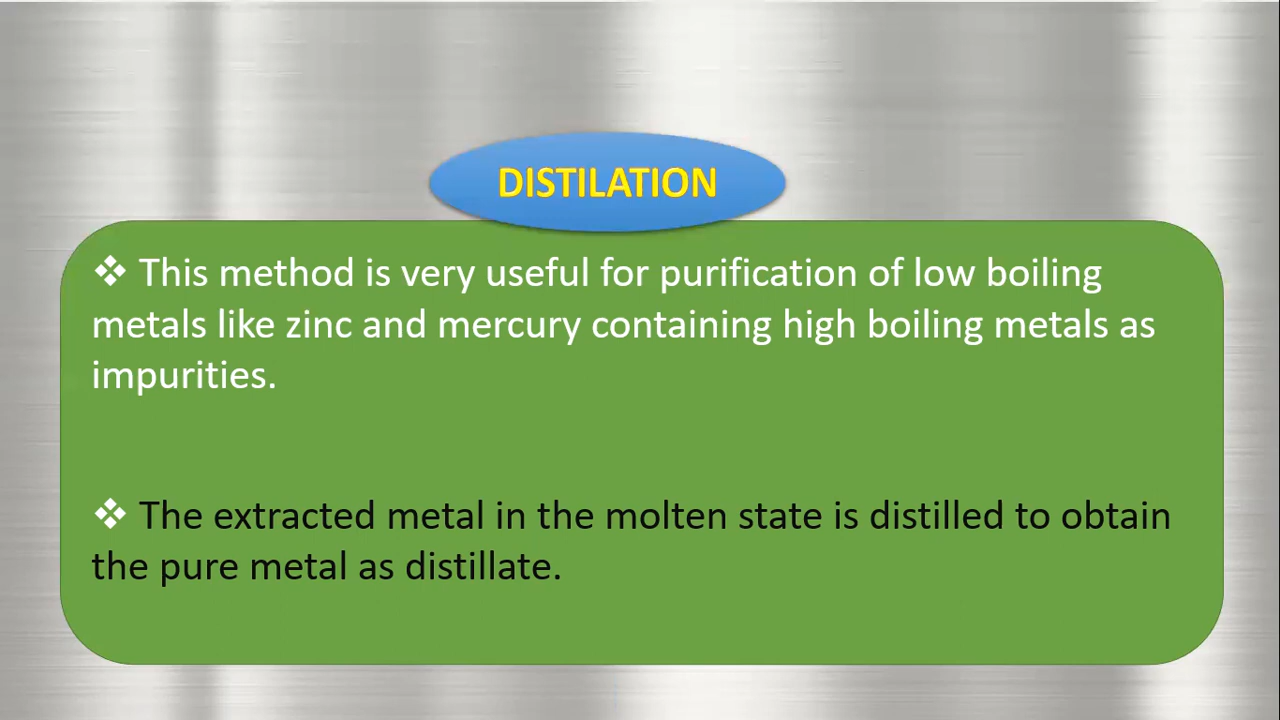 DISTILATION
❖ This method is very useful for purification of low boiling
metals like zinc and mercury containing high boiling metals as
impurities.
❖ The extracted metal in the molten state is distilled to obtain
the pure metal as distillate.